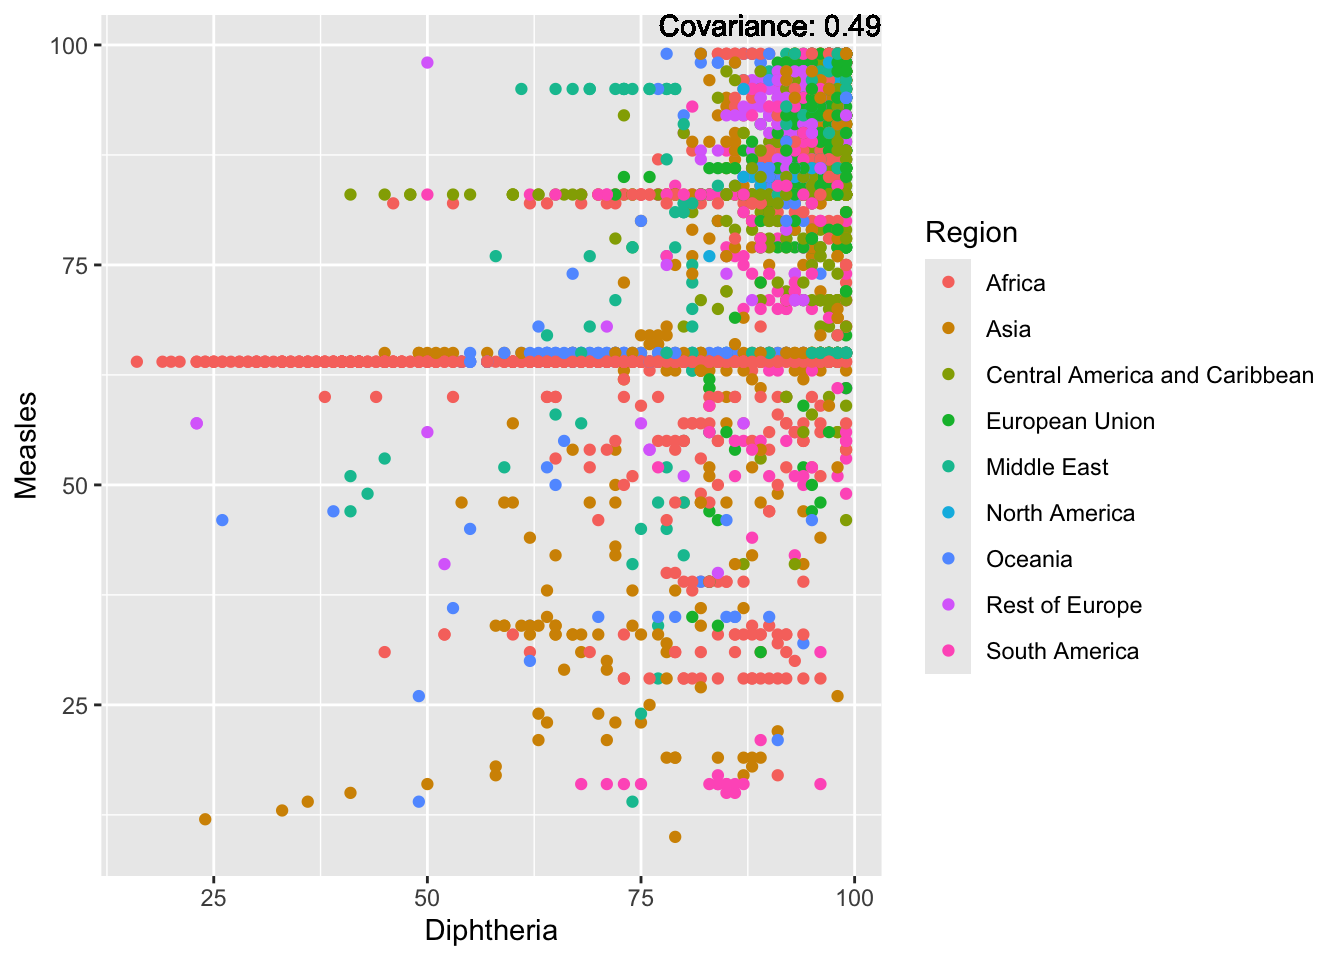 Covariance: 0.49
100
75
50
25
Measles
25 50 75 100
Diphtheria
Region
Africa
Asia
Central America and Caribbean
European Union
Middle East
North America
Oceania
Rest of Europe
South America